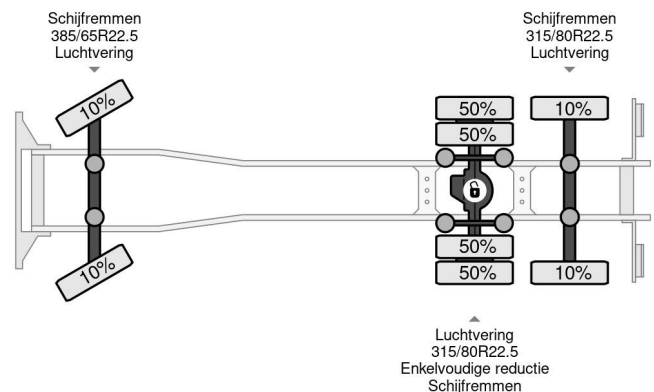 Schijfremmen
385/65R22.5
Luchtvering
Schijfremmen
315/80R22.5
Luchtvering
10%
50%
50%
10%
10%
50%
50%
10%
Luchtvering
315/80R22.5
Enkelvoudige reductie
Schijfremmen